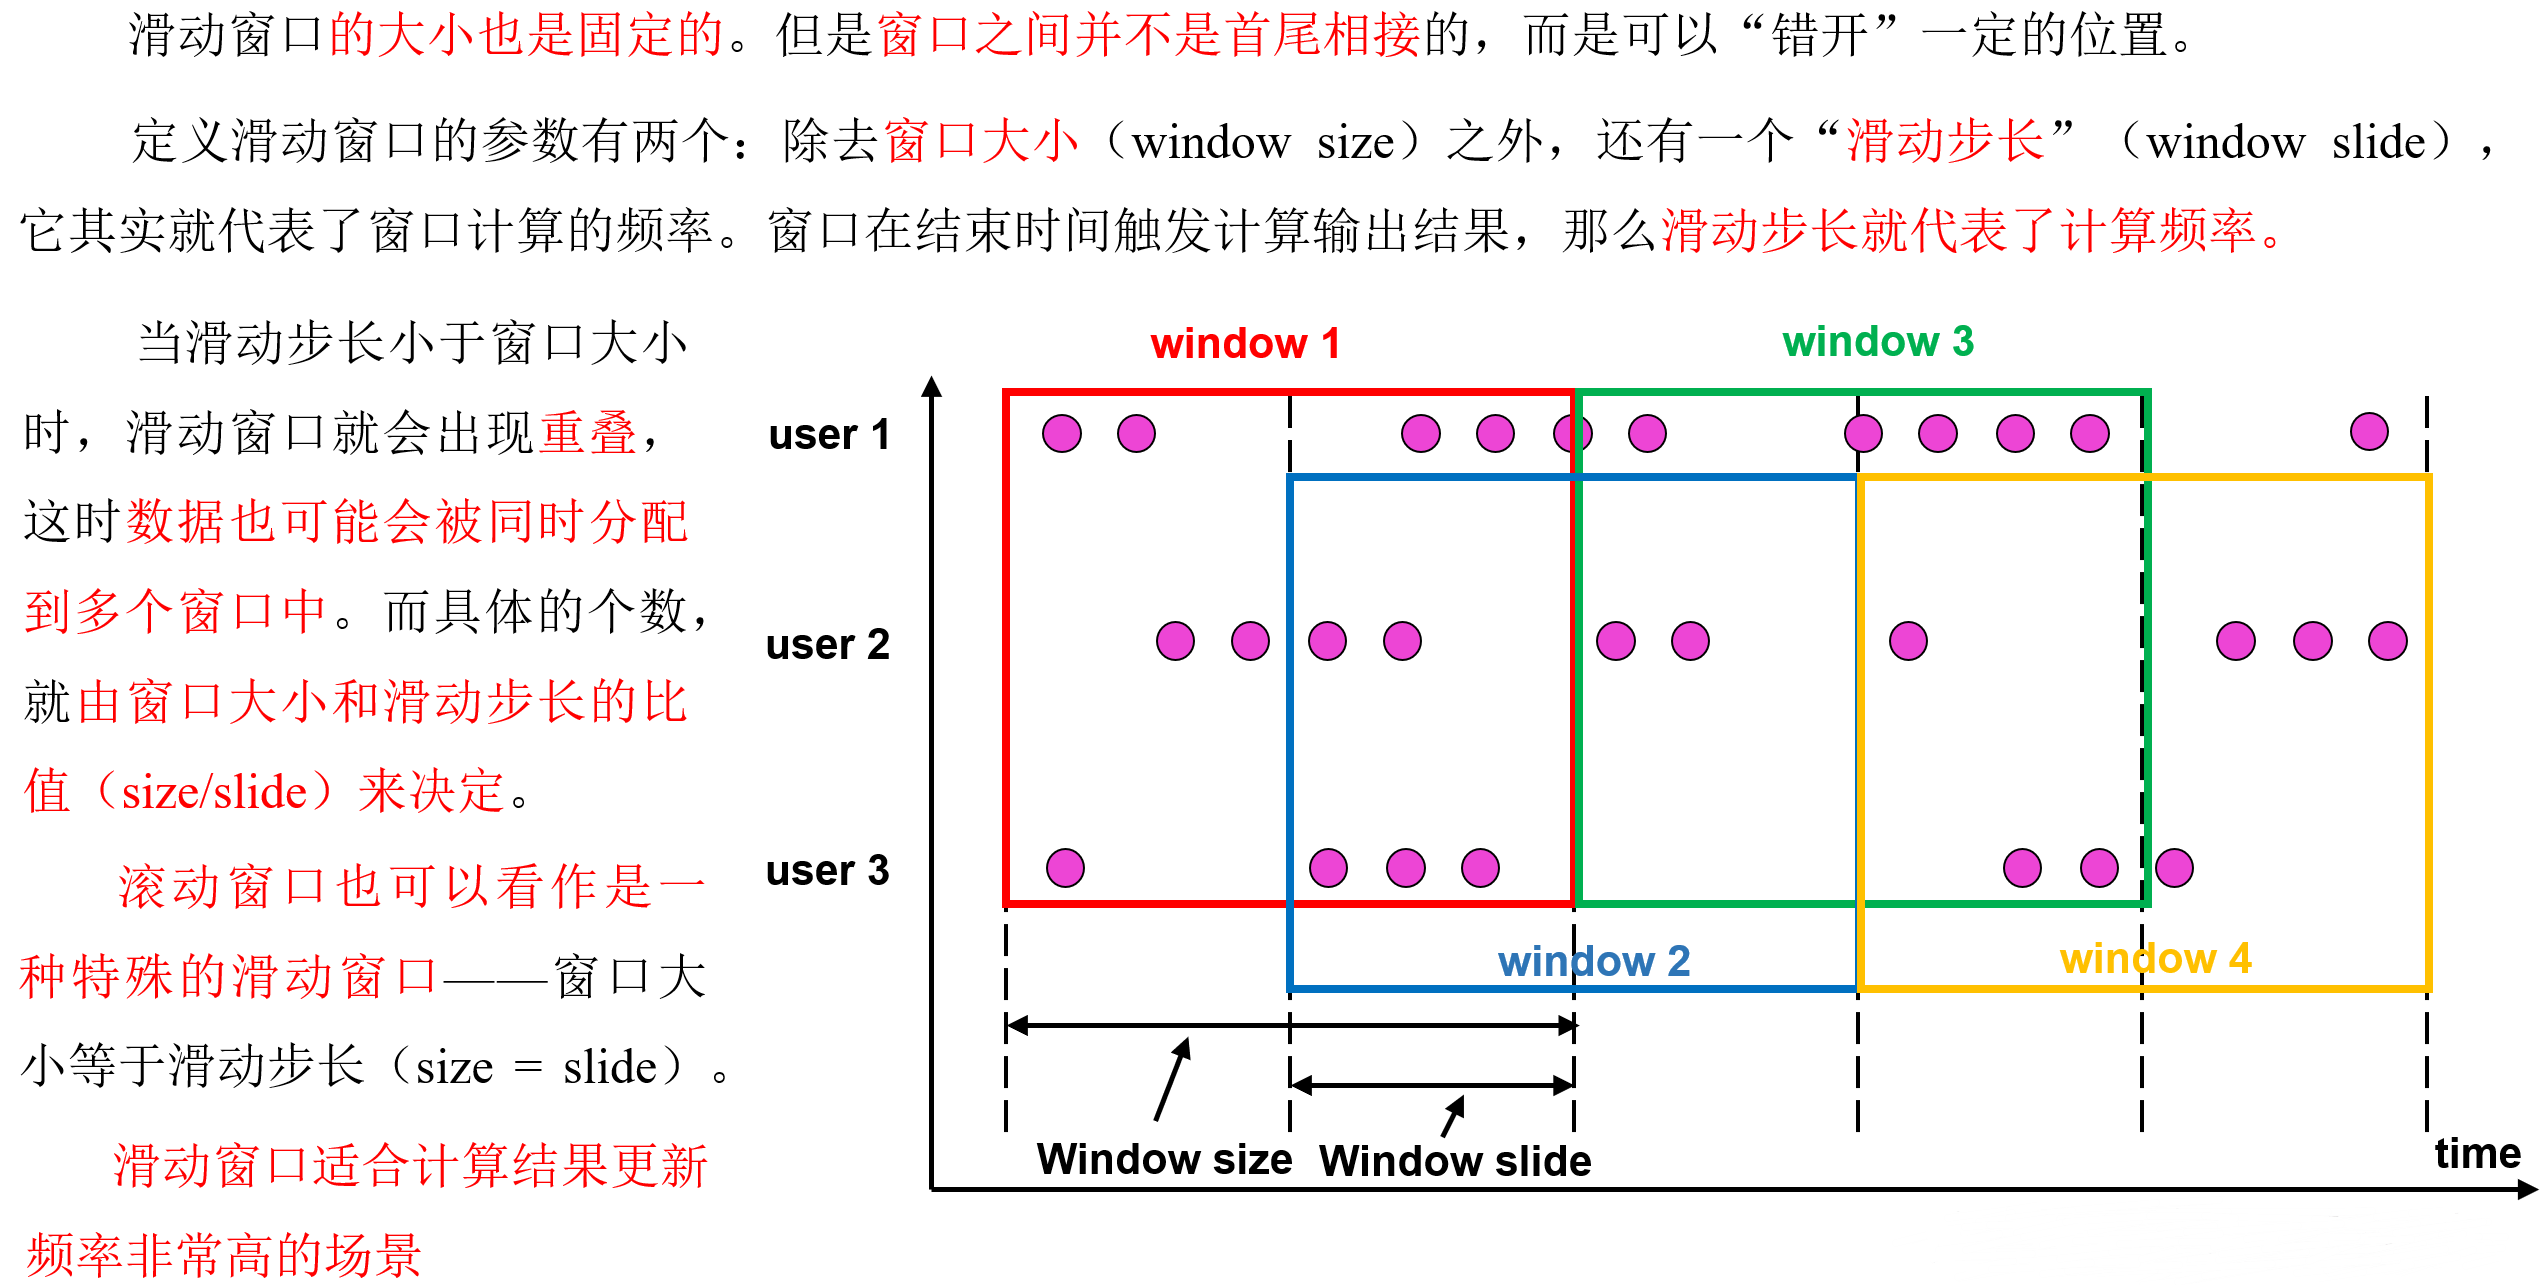 滑动窗口的大小也是固定的。但是窗口之间并不是首尾相接的，而是可以“错开”一定的位置。
定义滑动窗口的参数有两个：除去窗口大小（window size）之外，还有一个“滑动步长”（window slide），
它其实就代表了窗口计算的频率。窗口在结束时间触发计算输出结果，那么滑动步长就代表了计算频率。
当滑动步长小于窗口大小
时，滑动窗口就会出现重叠，
这时数据也可能会被同时分配
到多个窗口中。而具体的个数，
就由窗口大小和滑动步长的比
值（size/slide）来决定。
滚动窗口也可以看作是一
种特殊的滑动窗口——窗口大
小等于滑动步长（size = slide）。
滑动窗口适合计算结果更新
频率非常高的场景
window 1
window 3
user 1
user 2
user 3
window 2
window 4
Window size
Window slide
time